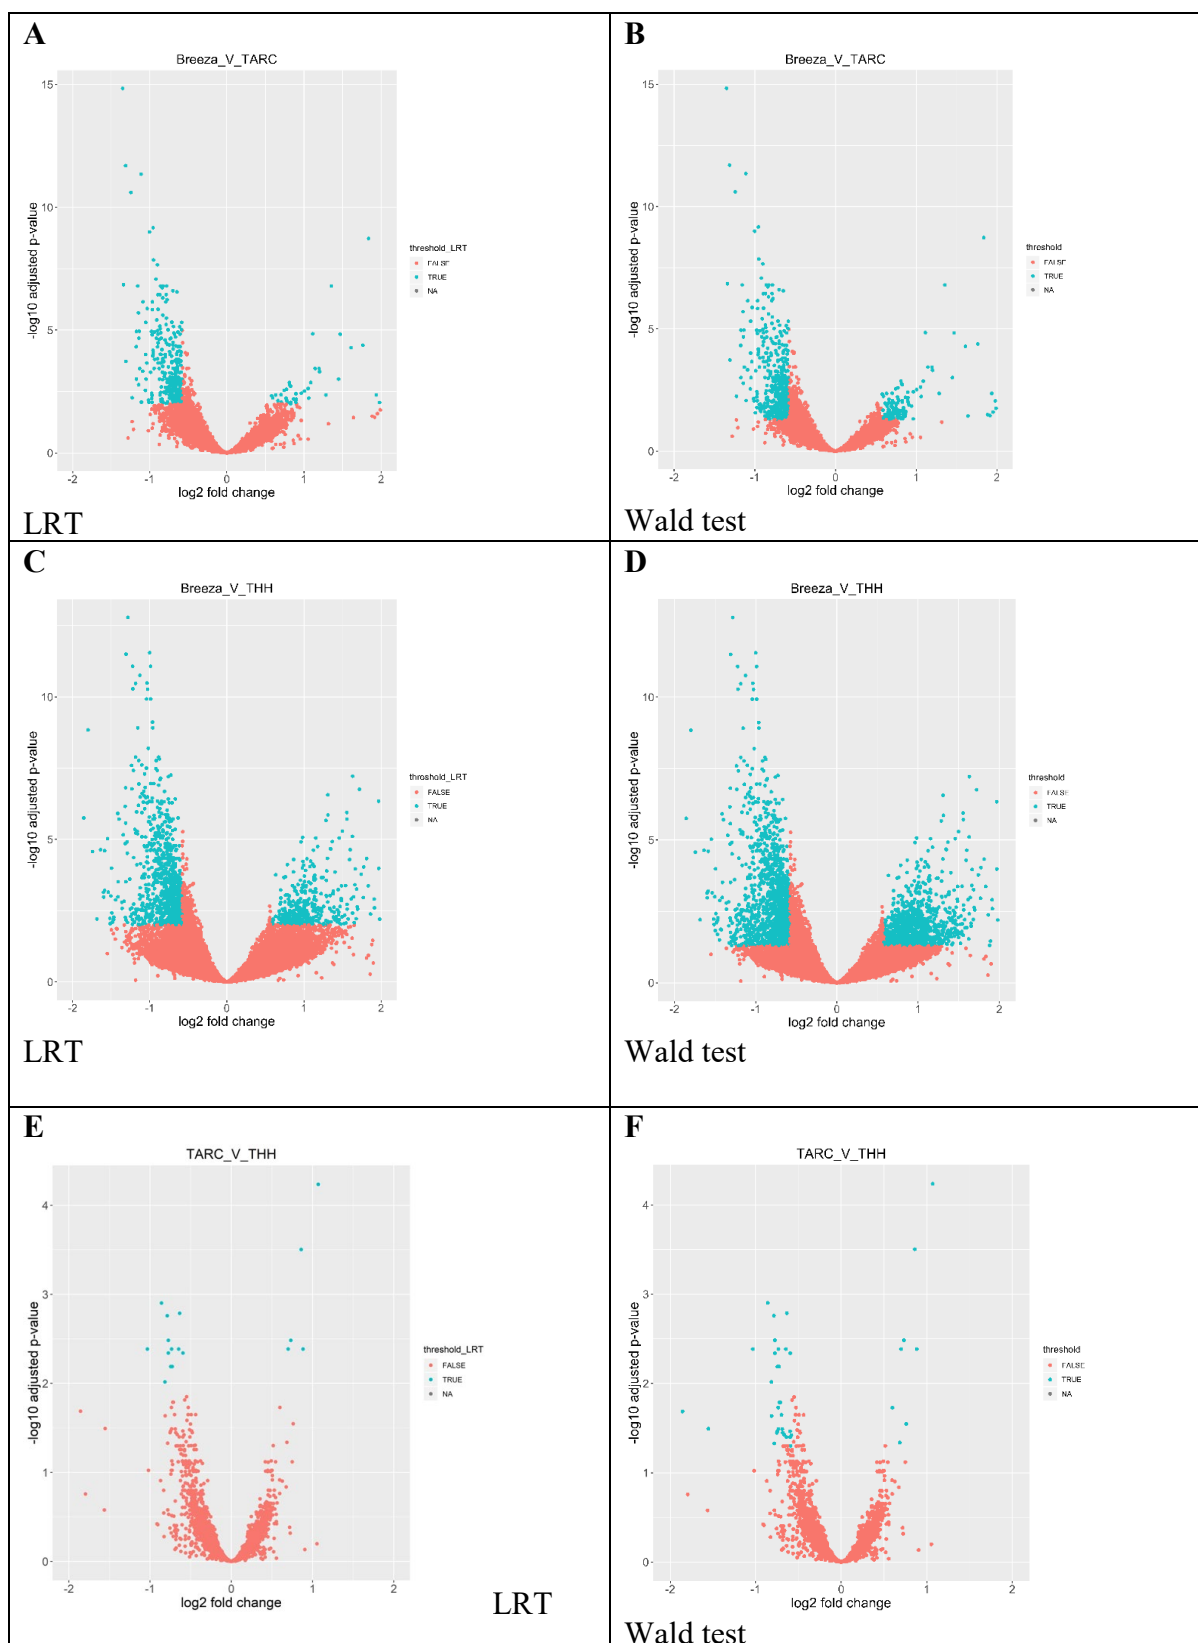 A
Breeza_V_TARC
-log10 adjusted p-value
15
10
5
0
-2 -1 0 1 2
log2 fold change
threshold_LRT
FALSE
TRUE
NA
LRT
B
Breeza_V_TARC
-log10 adjusted p-value
15
10
5
0
-2 -1 0 1 2
log2 fold change
threshold
FALSE
TRUE
NA
Wald test
C
Breeza_V_THH
-log10 adjusted p-value
10
5
0
-2 -1 0 1 2
log2 fold change
threshold_LRT
FALSE
TRUE
NA
LRT
D
Breeza_V_THH
-log10 adjusted p-value
10
5
0
-2 -1 0 1 2
log2 fold change
threshold
FALSE
TRUE
NA
Wald test
E
TARC_V_THH
-log10 adjusted p-value
4
3
2
1
0
-2 -1 0 1 2
log2 fold change
threshold_LRT
FALSE
TRUE
NA
LRT
F
TARC_V_THH
-log10 adjusted p-value
4
3
2
1
0
-2 -1 0 1 2
log2 fold change
threshold
FALSE
TRUE
NA
Wald test